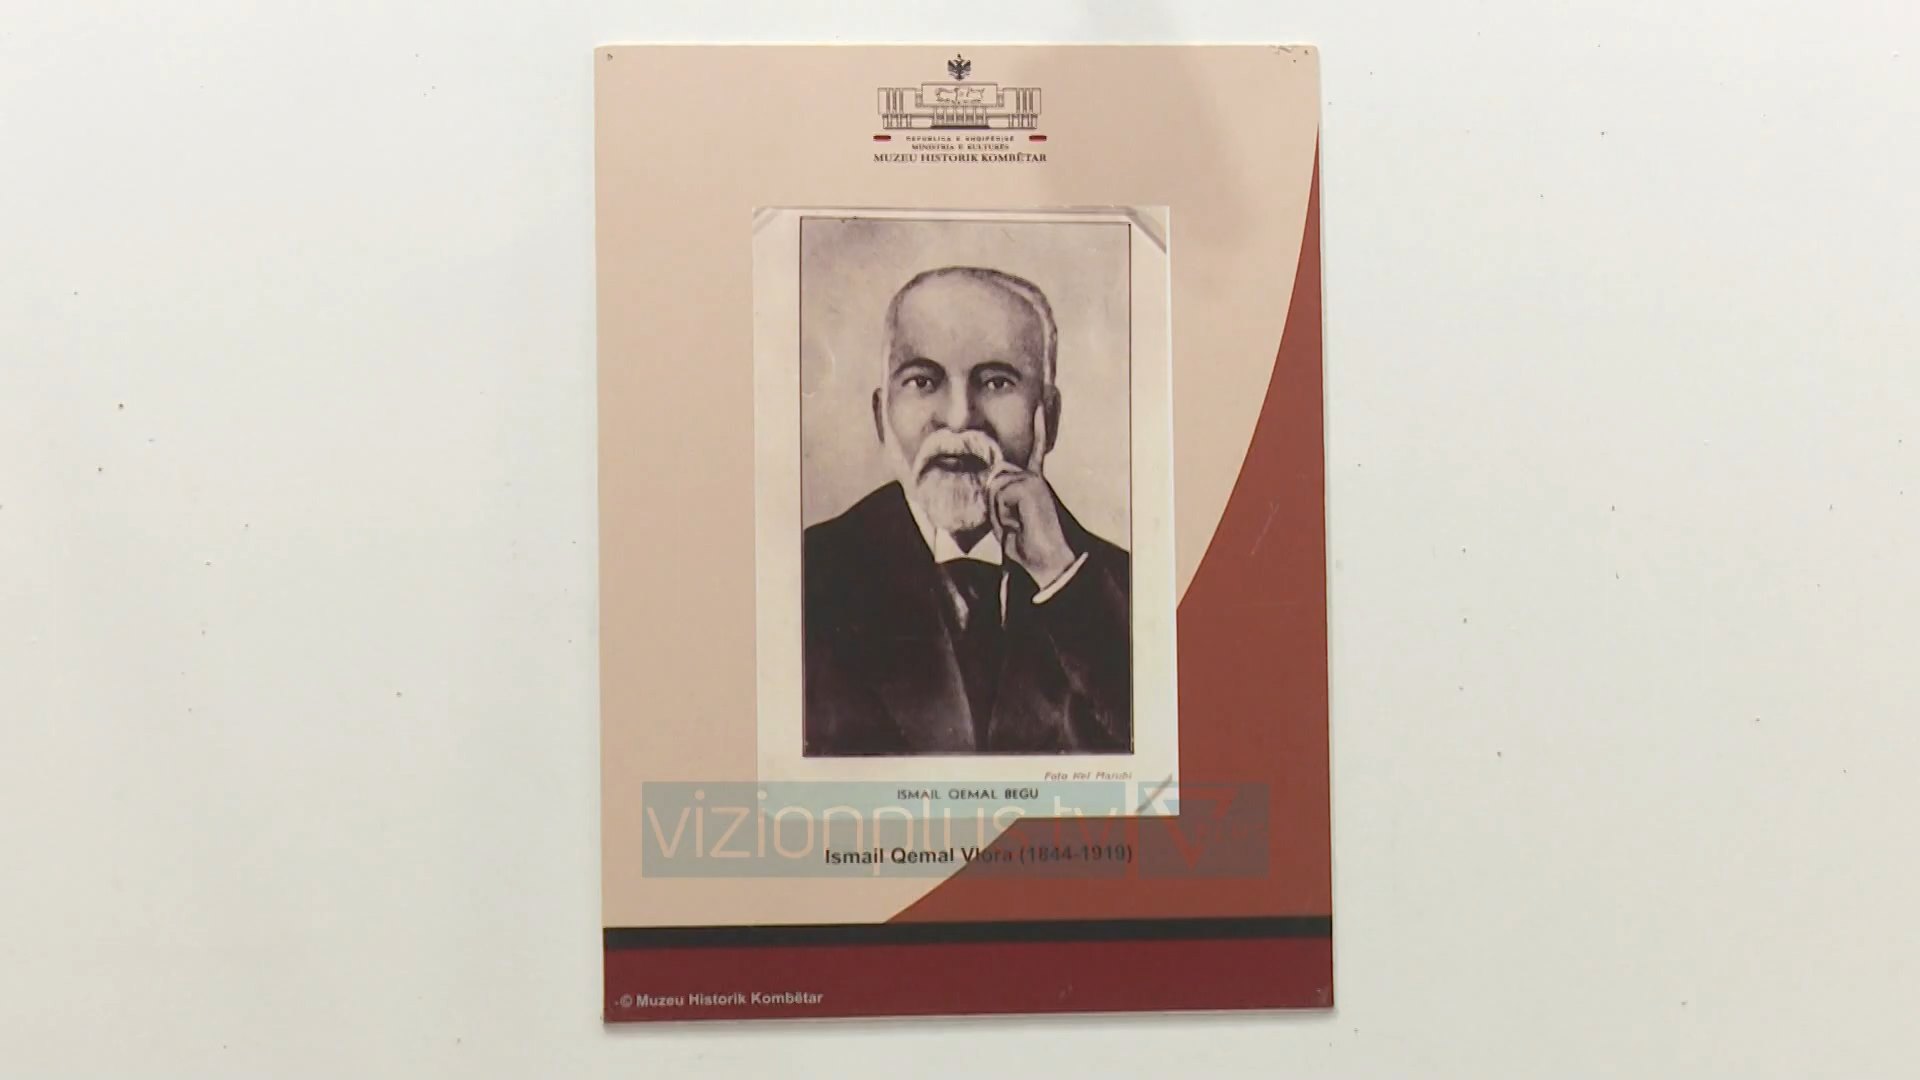 REPUBLIKA E SHQIPËRISË
MINISTRIA E KULTURËS
MUZEU HISTORIK KOMBËTAR
Foto Kel Marubi
ISMAIL QEMAL BEGU
vizionplus.tv
Ismail Qemal Vlora (1844-1919)
© Muzeu Historik Kombëtar